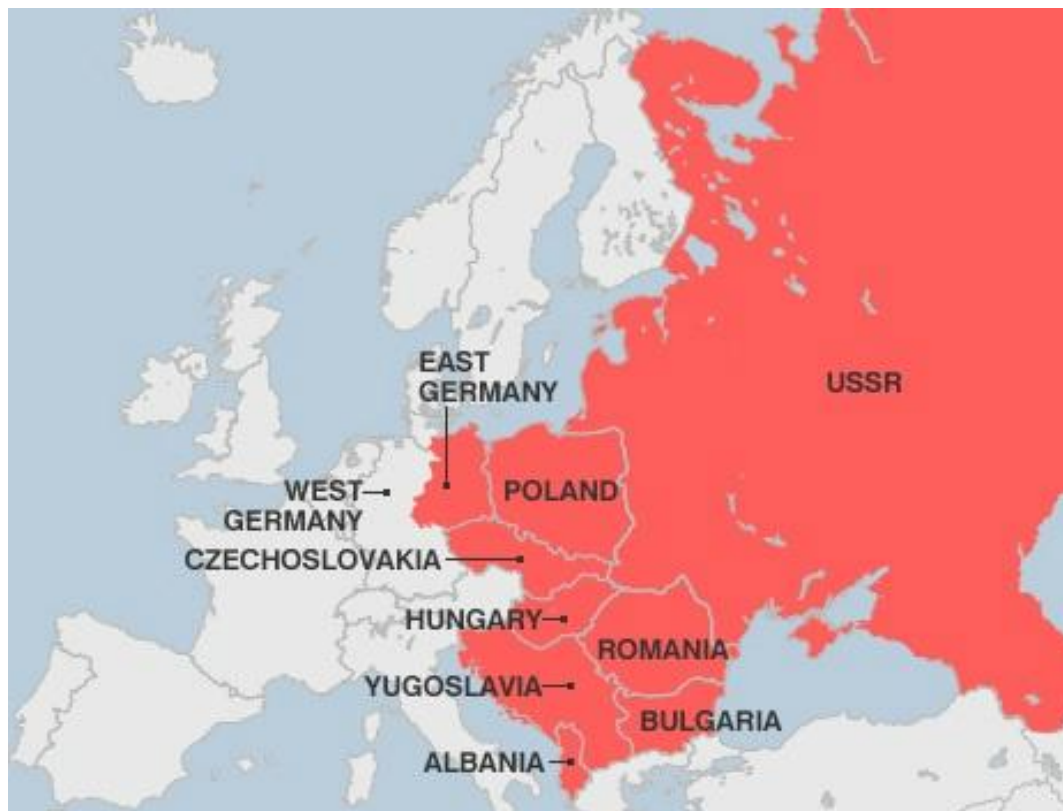 EAST
GERMANY
USSR
WEST
GERMANY
POLAND
CZECHOSLOVAKIA
HUNGARY
ROMANIA
YUGOSLAVIA
BULGARIA
ALBANIA